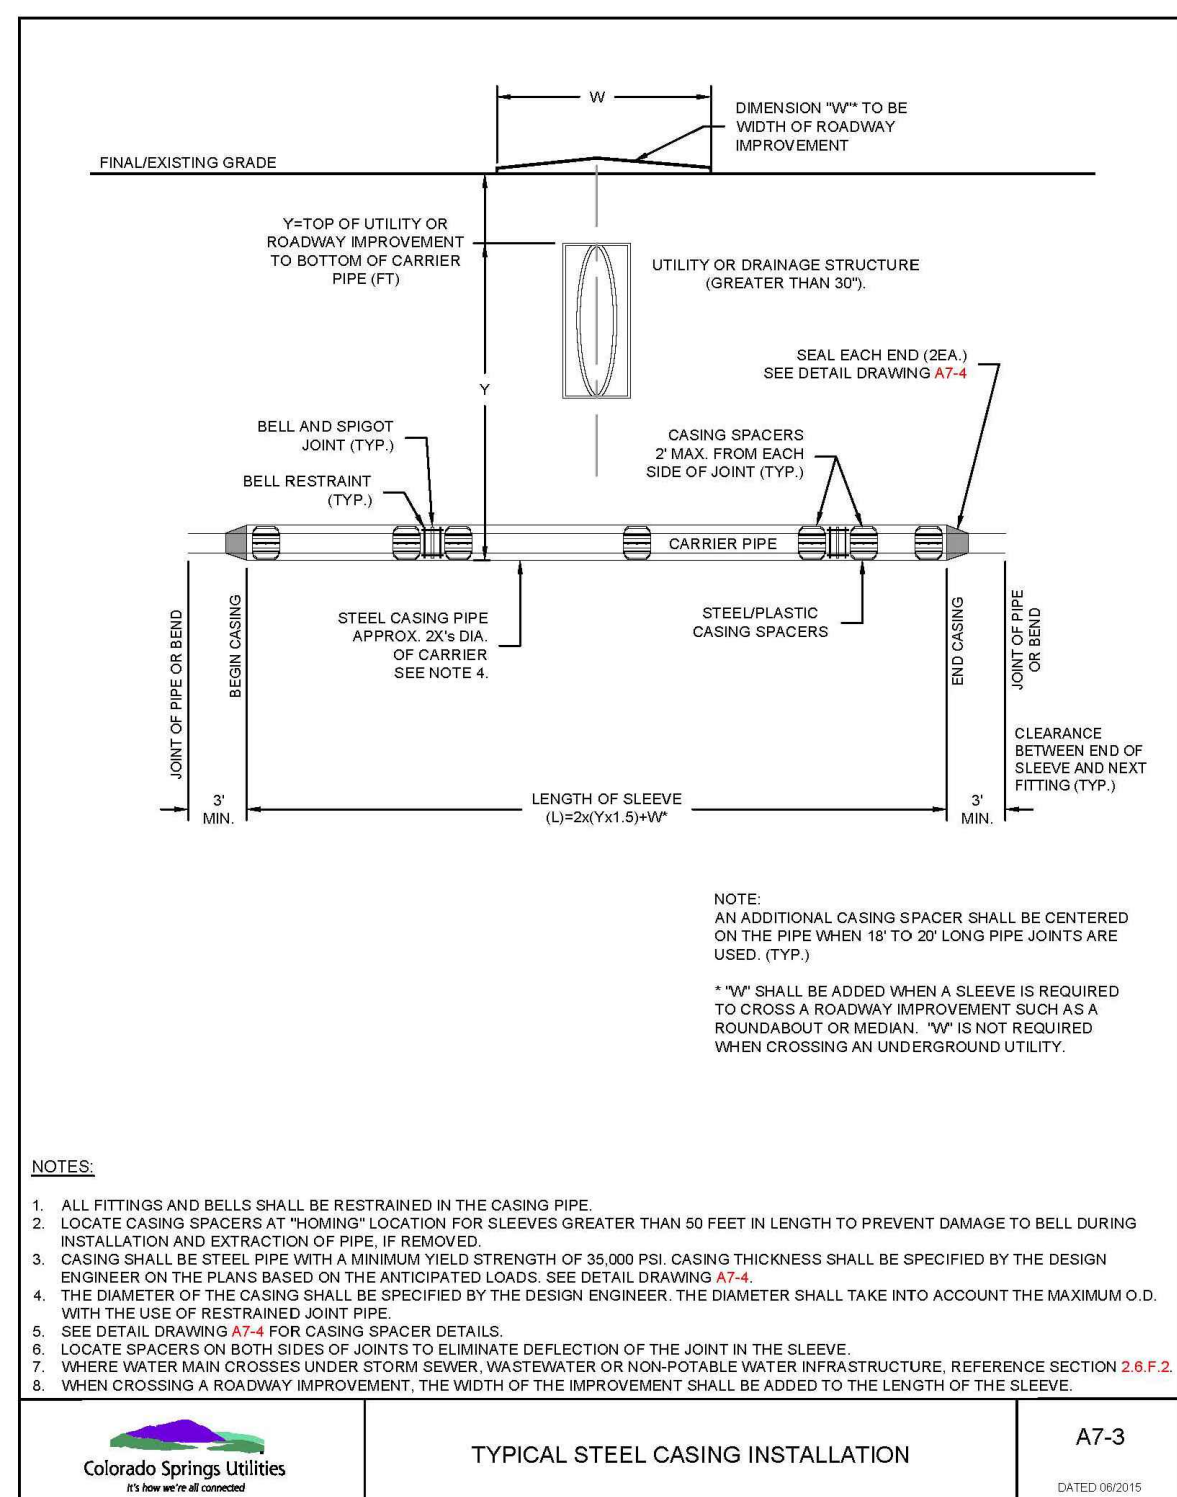 W
DIMENSION "W"* TO BE
WIDTH OF ROADWAY
IMPROVEMENT
FINAL/EXISTING GRADE
Y=TOP OF UTILITY OR
ROADWAY IMPROVEMENT
TO BOTTOM OF CARRIER
PIPE (FT)
UTILITY OR DRAINAGE STRUCTURE
(GREATER THAN 30").
SEAL EACH END (2EA.)
SEE DETAIL DRAWING A7-4
Y
BELL AND SPIGOT
JOINT (TYP.)
CASING SPACERS
2' MAX. FROM EACH
SIDE OF JOINT (TYP.)
BELL RESTRAINT
(TYP.)
CARRIER PIPE
JOINT OF PIPE OR BEND
BEGIN CASING
STEEL CASING PIPE
APPROX. 2X's DIA.
OF CARRIER
SEE NOTE 4.
STEEL/PLASTIC
CASING SPACERS
END CASING
JOINT OF PIPE
OR BEND
CLEARANCE
BETWEEN END OF
SLEEVE AND NEXT
FITTING (TYP.)
3'
MIN.
LENGTH OF SLEEVE
(L)=2x(Yx1.5)+W*
3'
MIN.
NOTE:
AN ADDITIONAL CASING SPACER SHALL BE CENTERED
ON THE PIPE WHEN 18' TO 20' LONG PIPE JOINTS ARE
USED. (TYP.)
* "W" SHALL BE ADDED WHEN A SLEEVE IS REQUIRED
TO CROSS A ROADWAY IMPROVEMENT SUCH AS A
ROUNDABOUT OR MEDIAN. "W" IS NOT REQUIRED
WHEN CROSSING AN UNDERGROUND UTILITY.
NOTES:
1. ALL FITTINGS AND BELLS SHALL BE RESTRAINED IN THE CASING PIPE.
2. LOCATE CASING SPACERS AT "HOMING" LOCATION FOR SLEEVES GREATER THAN 50 FEET IN LENGTH TO PREVENT DAMAGE TO BELL DURING
INSTALLATION AND EXTRACTION OF PIPE, IF REMOVED.
3. CASING SHALL BE STEEL PIPE WITH A MINIMUM YIELD STRENGTH OF 35,000 PSI. CASING THICKNESS SHALL BE SPECIFIED BY THE DESIGN
ENGINEER ON THE PLANS BASED ON THE ANTICIPATED LOADS. SEE DETAIL DRAWING A7-4.
4. THE DIAMETER OF THE CASING SHALL BE SPECIFIED BY THE DESIGN ENGINEER. THE DIAMETER SHALL TAKE INTO ACCOUNT THE MAXIMUM O.D.
WITH THE USE OF RESTRAINED JOINT PIPE.
5. SEE DETAIL DRAWING A7-4 FOR CASING SPACER DETAILS.
6. LOCATE SPACERS ON BOTH SIDES OF JOINTS TO ELIMINATE DEFLECTION OF THE JOINT IN THE SLEEVE.
7. WHERE WATER MAIN CROSSES UNDER STORM SEWER, WASTEWATER OR NON-POTABLE WATER INFRASTRUCTURE, REFERENCE SECTION 2.6.F.2.
8. WHEN CROSSING A ROADWAY IMPROVEMENT, THE WIDTH OF THE IMPROVEMENT SHALL BE ADDED TO THE LENGTH OF THE SLEEVE.
Colorado Springs Utilities
It's how we're all connected
TYPICAL STEEL CASING INSTALLATION
A7-3
DATED 06/2015